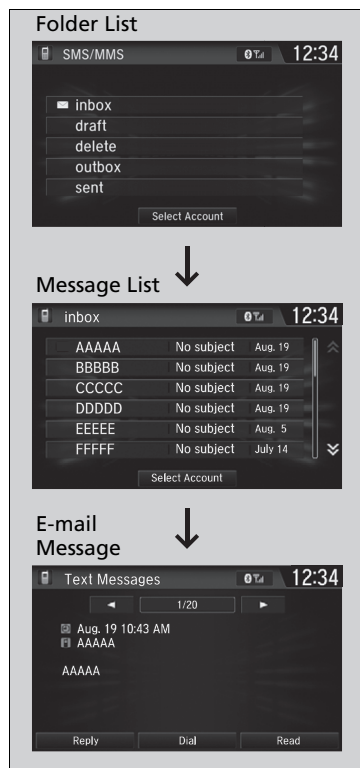 Folder List
SMS/MMS 12:34
inbox
draft
delete
outbox
sent
Select Account
Message List
inbox 12:34
AAAAA No subject Aug. 19
BBBBB No subject Aug. 19
CCCCC No subject Aug. 19
DDDDD No subject Aug. 19
EEEEE No subject Aug. 5
FFFFF No subject July 14
Select Account
E-mail
Message
Text Messages 12:34
1/20
Aug. 19 10:43 AM
AAAAA
AAAAA
Reply Dial Read